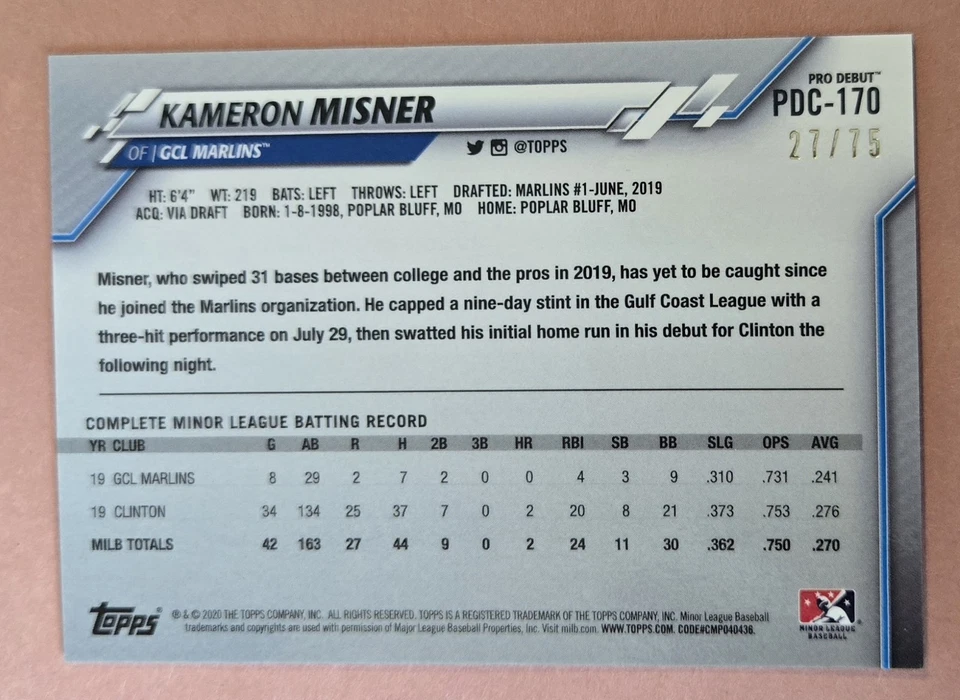 PRO DEBUT™
PDC-170
27/75
KAMERON MISNER
OF | GCL MARLINS™
@TOPPS
HT: 6'4" WT: 219 BATS: LEFT THROWS: LEFT DRAFTED: MARLINS #1-JUNE, 2019
ACQ: VIA DRAFT BORN: 1-8-1998, POPLAR BLUFF, MO HOME: POPLAR BLUFF, MO
Misner, who swiped 31 bases between college and the pros in 2019, has yet to be caught since
he joined the Marlins organization. He capped a nine-day stint in the Gulf Coast League with a
three-hit performance on July 29, then swatted his initial home run in his debut for Clinton the
following night.
COMPLETE MINOR LEAGUE BATTING RECORD
YR CLUB G AB R H 2B 3B HR RBI SB BB SLG OPS AVG
19 GCL MARLINS 8 29 2 7 2 0 0 4 3 9 .310 .731 .241
19 CLINTON 34 134 25 37 7 0 2 20 8 21 .373 .753 .276
MILB TOTALS 42 163 27 44 9 0 2 24 11 30 .362 .750 .270
Topps®
® & © 2020 THE TOPPS COMPANY, INC. ALL RIGHTS RESERVED. TOPPS IS A REGISTERED TRADEMARK OF THE TOPPS COMPANY, INC. Minor League Baseball
trademarks and copyrights are used with permission of Major League Baseball Properties, Inc. Visit milb.com. WWW.TOPPS.COM. CODE#CMP040436.
MINOR LEAGUE
BASEBALL